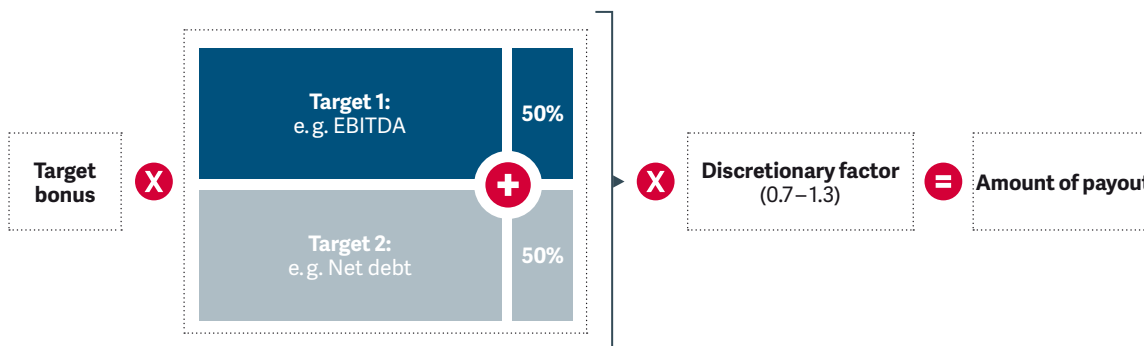 Target
bonus
X
Target 1:
e. g. EBITDA
50%
+
Target 2:
e. g. Net debt
50%
X
Discretionary factor
(0.7 – 1.3)
=
Amount of payout